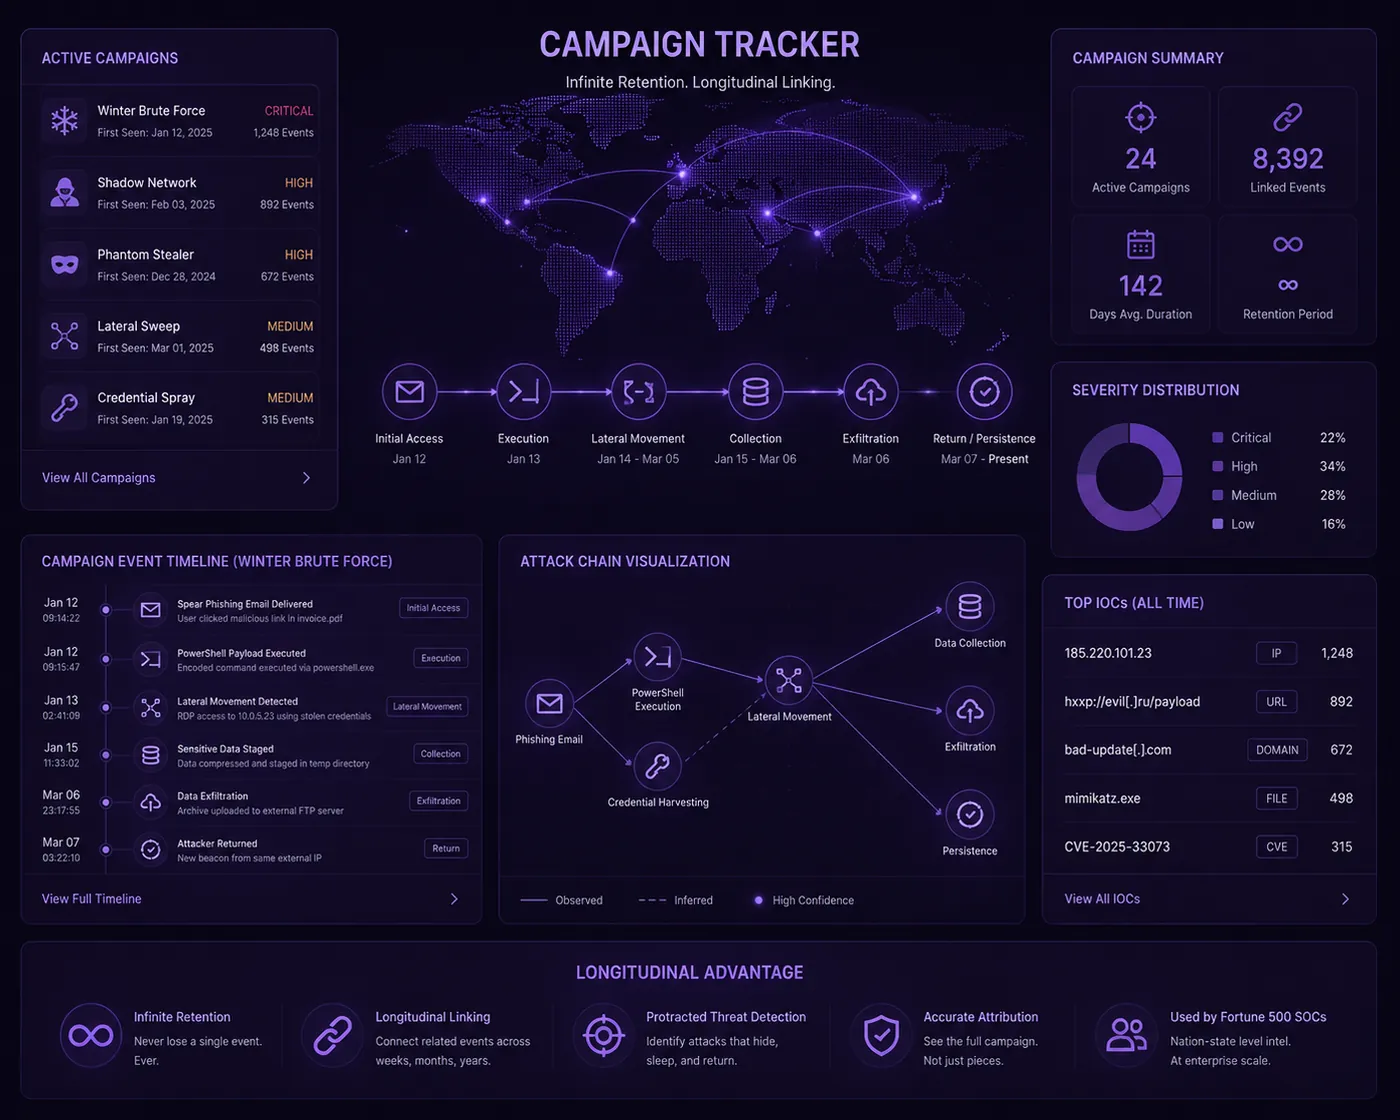 CAMPAIGN TRACKER
Infinite Retention. Longitudinal Linking.
ACTIVE CAMPAIGNS
Winter Brute Force CRITICAL
First Seen: Jan 12, 2025 1,248 Events
Shadow Network HIGH
First Seen: Feb 03, 2025 892 Events
Phantom Stealer HIGH
First Seen: Dec 28, 2024 672 Events
Lateral Sweep MEDIUM
First Seen: Mar 01, 2025 498 Events
Credential Spray MEDIUM
First Seen: Jan 19, 2025 315 Events
View All Campaigns
Initial Access
Jan 12
Execution
Jan 13
Lateral Movement
Jan 14 - Mar 05
Collection
Jan 15 - Mar 06
Exfiltration
Mar 06
Return / Persistence
Mar 07 - Present
CAMPAIGN SUMMARY
24
Active Campaigns
8,392
Linked Events
142
Days Avg. Duration
∞
Retention Period
SEVERITY DISTRIBUTION
Critical 22%
High 34%
Medium 28%
Low 16%
CAMPAIGN EVENT TIMELINE (WINTER BRUTE FORCE)
Jan 12 Spear Phishing Email Delivered Initial Access
09:14:22 User clicked malicious link in invoice.pdf
Jan 12 PowerShell Payload Executed Execution
09:15:47 Encoded command executed via powershell.exe
Jan 13 Lateral Movement Detected Lateral Movement
02:41:09 RDP access to 10.0.5.23 using stolen credentials
Jan 15 Sensitive Data Staged Collection
11:33:02 Data compressed and staged in temp directory
Mar 06 Data Exfiltration Exfiltration
23:17:55 Archive uploaded to external FTP server
Mar 07 Attacker Returned Return
03:22:10 New beacon from same external IP
View Full Timeline
ATTACK CHAIN VISUALIZATION
Phishing Email
PowerShell
Execution
Credential Harvesting
Lateral Movement
Data Collection
Exfiltration
Persistence
Observed Inferred High Confidence
TOP IOCs (ALL TIME)
185.220.101.23 IP 1,248
hxxp://evil[.]ru/payload URL 892
bad-update[.].com DOMAIN 672
mimikatz.exe FILE 498
CVE-2025-33073 CVE 315
View All IOCs
LONGITUDINAL ADVANTAGE
Infinite Retention
Never lose a single event.
Ever.
Longitudinal Linking
Connect related events across
weeks, months, years.
Protracted Threat Detection
Identify attacks that hide,
sleep, and return.
Accurate Attribution
See the full campaign.
Not just pieces.
Used by Fortune 500 SOCs
Nation-state level intel.
At enterprise scale.